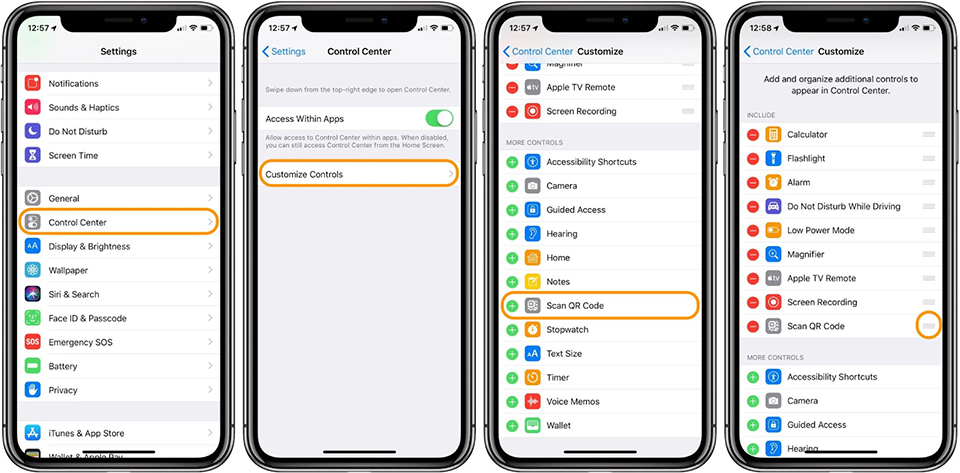 12:57
Settings
Notifications
Sounds & Haptics
Do Not Disturb
Screen Time
General
Control Center
AA Display & Brightness
Wallpaper
Siri & Search
Face ID & Passcode
SOS Emergency SOS
Battery
Privacy
iTunes & App Store
Wallet & Apple Pay
12:57
Settings Control Center
Swipe down from the top-right edge to open Control Center.
Access Within Apps
Allow access to Control Center within apps. When disabled,
you can still access Control Center from the Home Screen.
Customize Controls
12:57
Control Center Customize
Magnifier
tv Apple TV Remote
Screen Recording
MORE CONTROLS
Accessibility Shortcuts
Camera
Guided Access
Hearing
Home
Notes
Scan QR Code
Stopwatch
AA Text Size
Timer
Voice Memos
Wallet
12:58
Control Center Customize
Add and organize additional controls to
appear in Control Center.
INCLUDE
Calculator
Flashlight
Alarm
Do Not Disturb While Driving
Low Power Mode
Magnifier
tv Apple TV Remote
Screen Recording
Scan QR Code
MORE CONTROLS
Accessibility Shortcuts
Camera
Guided Access
Hearing